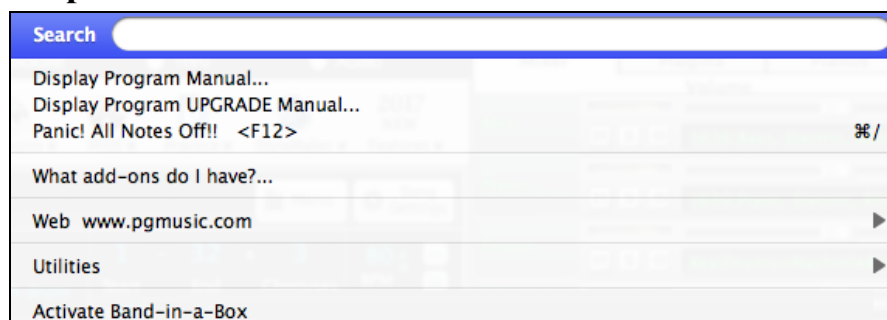 Search
Display Program Manual...
Display Program UPGRADE Manual...
Panic! All Notes Off!! <F12> ⌘/
What add-ons do I have?...
Web www.pgmusic.com
Utilities
Activate Band-in-a-Box